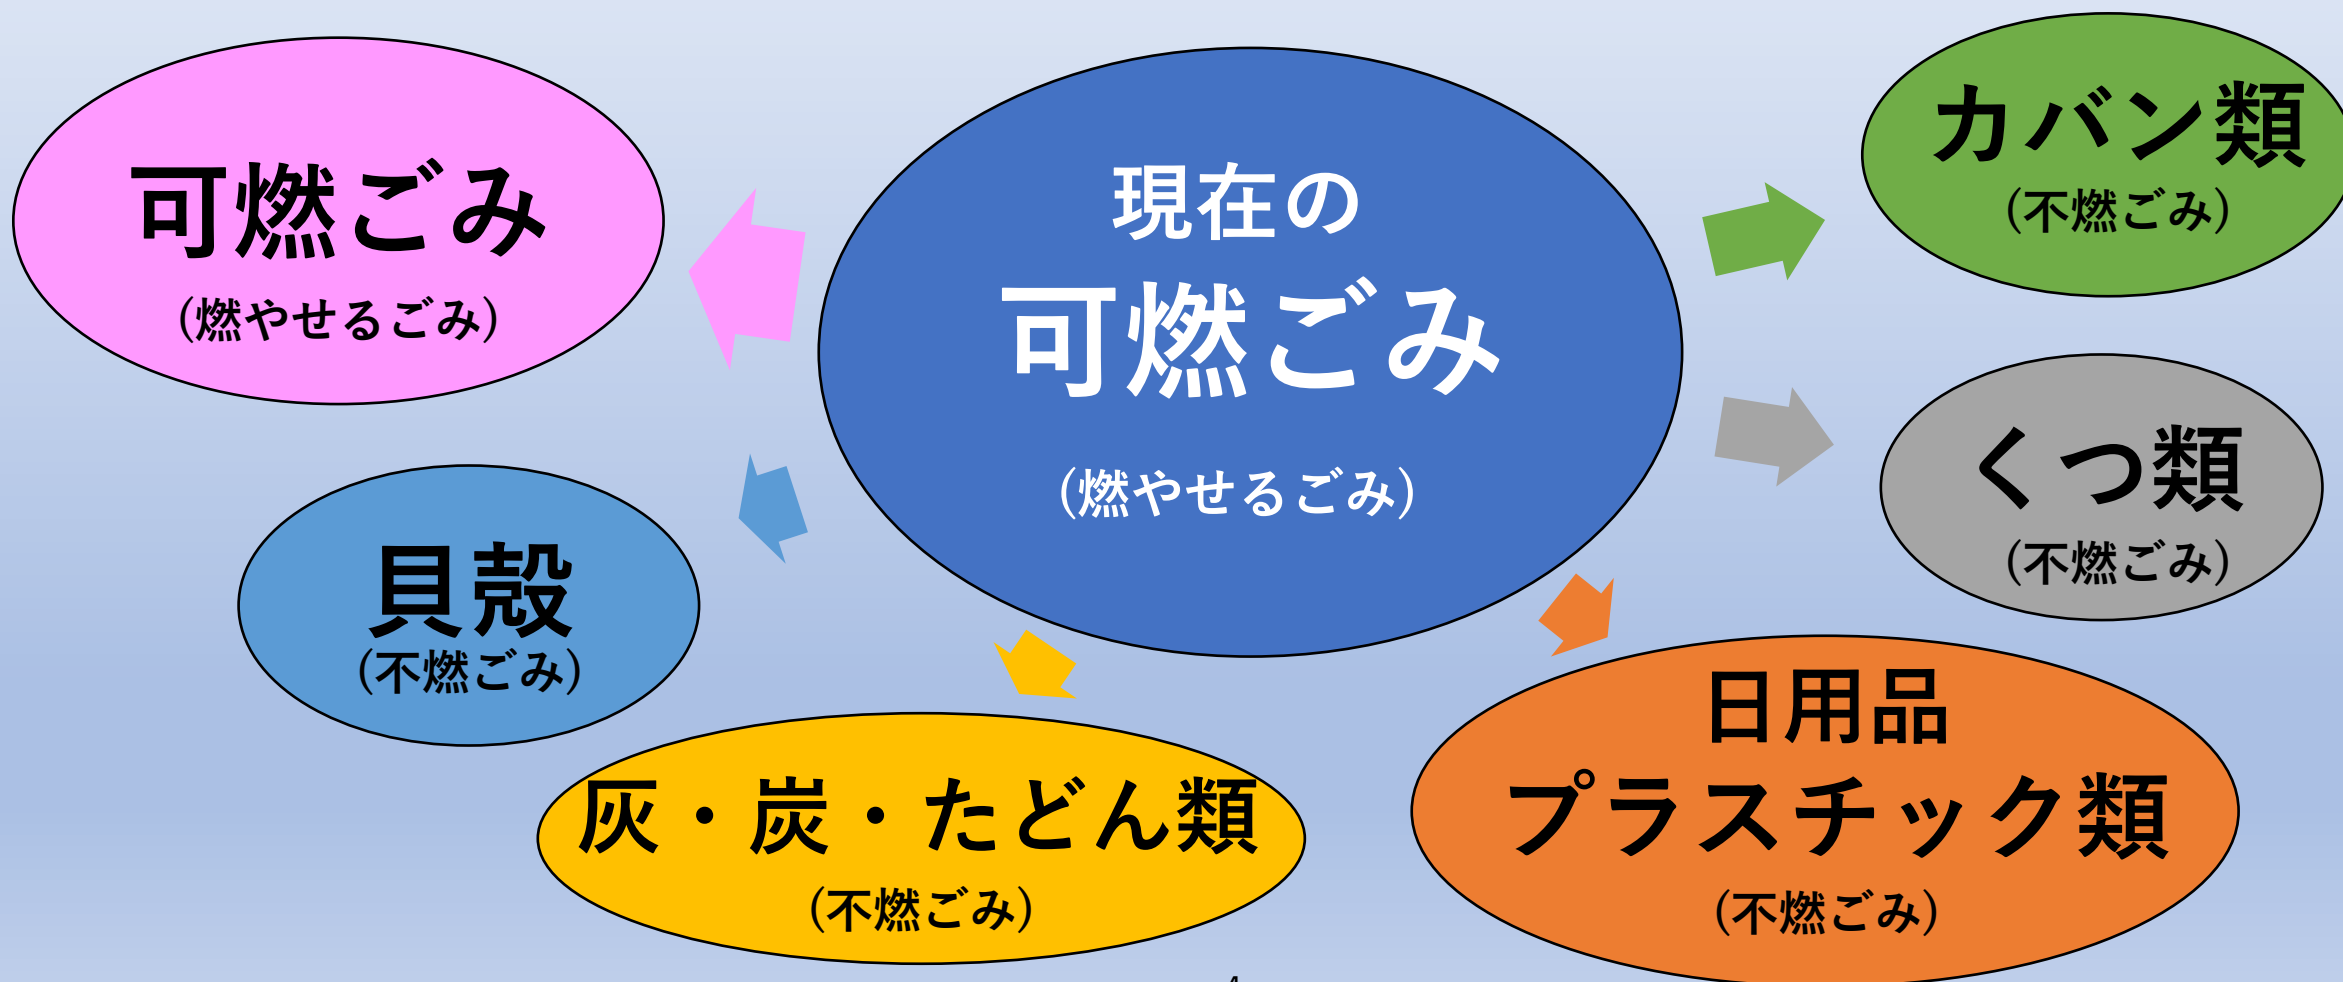 可燃ごみ
（燃やせるごみ）
現在の
可燃ごみ
（燃やせるごみ）
カバン類
（不燃ごみ）
くつ類
（不燃ごみ）
貝殻
（不燃ごみ）
灰・炭・たどん類
（不燃ごみ）
日用品
プラスチック類
（不燃ごみ）